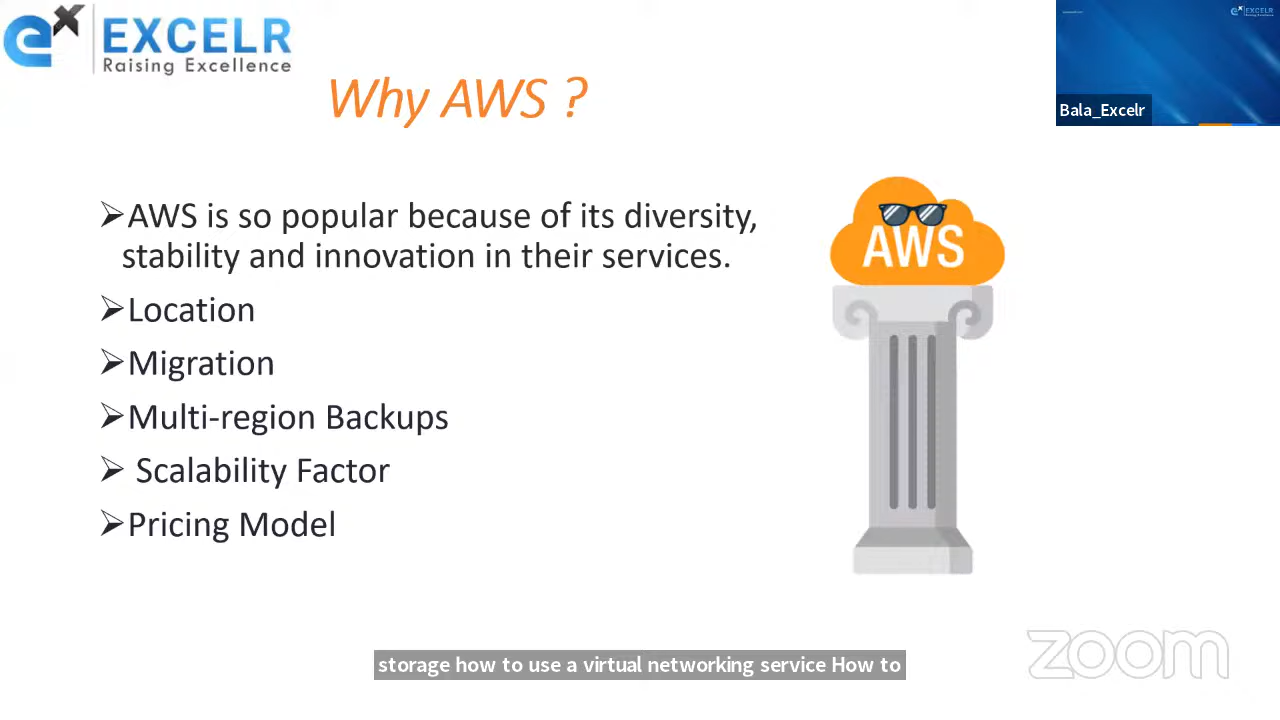 EXCELR
Raising Excellence
Why AWS ?
Bala_Excelr
➢AWS is so popular because of its diversity,
stability and innovation in their services.
➢Location
➢Migration
➢Multi-region Backups
➢ Scalability Factor
➢Pricing Model
AWS
storage how to use a virtual networking service How to
zoom